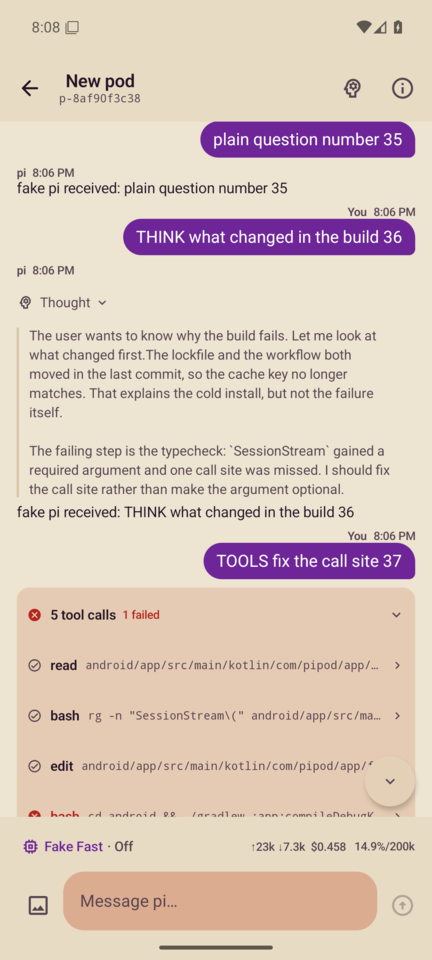 8:08
New pod
p-8af90f3c38
plain question number 35
pi 8:06 PM
fake pi received: plain question number 35
You 8:06 PM
THINK what changed in the build 36
pi 8:06 PM
Thought
The user wants to know why the build fails. Let me look at
what changed first.The lockfile and the workflow both
moved in the last commit, so the cache key no longer
matches. That explains the cold install, but not the failure
itself.
The failing step is the typecheck: `SessionStream` gained a
required argument and one call site was missed. I should fix
the call site rather than make the argument optional.
fake pi received: THINK what changed in the build 36
You 8:06 PM
TOOLS fix the call site 37
5 tool calls 1 failed
read android/app/src/main/kotlin/com/pipod/app/…
bash rg -n "SessionStream\(" android/app/src/ma…
edit android/app/src/main/kotlin/com/pipod/app/
bash cd android && ./gradlew :app:compileDebugK
Fake Fast · Off
↑23k ↓7.3k $0.458 14.9%/200k
Message pi…